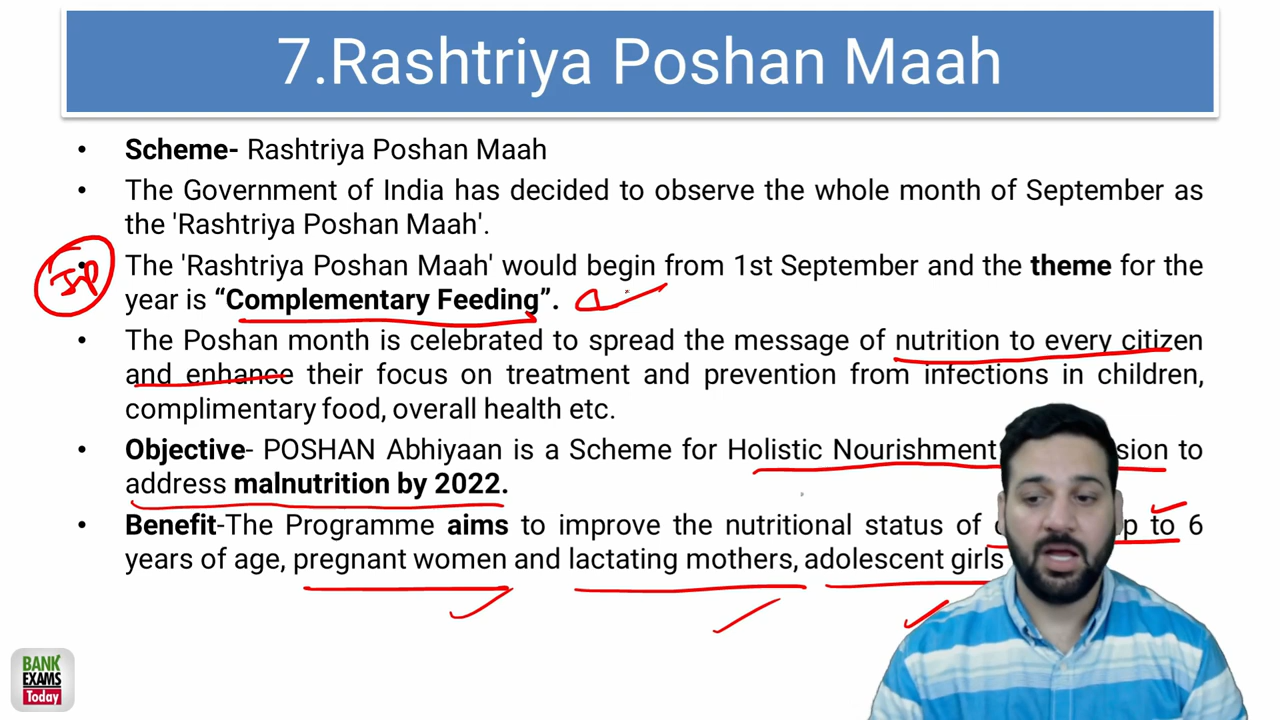 7.Rashtriya Poshan Maah
• Scheme- Rashtriya Poshan Maah
• The Government of India has decided to observe the whole month of September as
the 'Rashtriya Poshan Maah'.
• The 'Rashtriya Poshan Maah' would begin from 1st September and the theme for the
year is “Complementary Feeding”.
Imp
• The Poshan month is celebrated to spread the message of nutrition to every citizen
and enhance their focus on treatment and prevention from infections in children,
complimentary food, overall health etc.
• Objective- POSHAN Abhiyaan is a Scheme for Holistic Nourishment sion to
address malnutrition by 2022.
• Benefit-The Programme aims to improve the nutritional status of to 6
years of age, pregnant women and lactating mothers, adolescent girls
BANK
EXAMS
Today